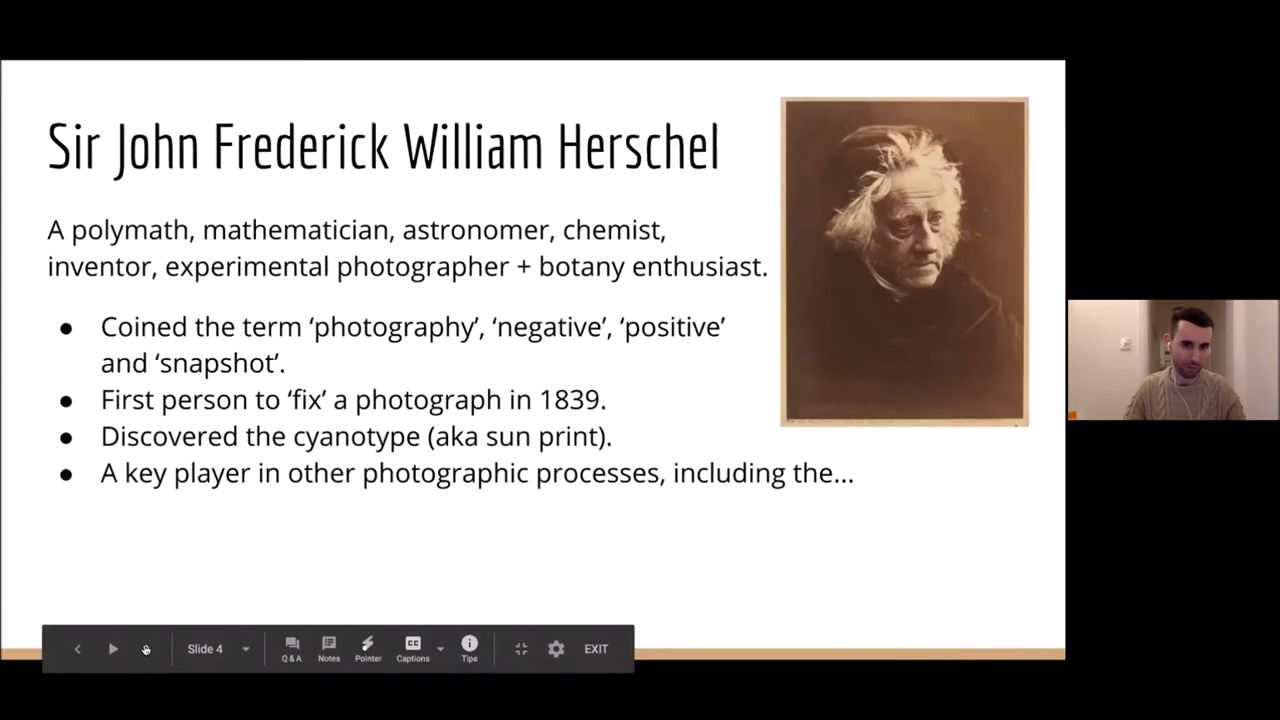 Sir John Frederick William Herschel
A polymath, mathematician, astronomer, chemist,
inventor, experimental photographer + botany enthusiast.
● Coined the term ‘photography’, ‘negative’, ‘positive’
and ‘snapshot’.
● First person to ‘fix’ a photograph in 1839.
● Discovered the cyanotype (aka sun print).
● A key player in other photographic processes, including the...
Slide 4
Q & A Notes Pointer CC Captions Tips EXIT